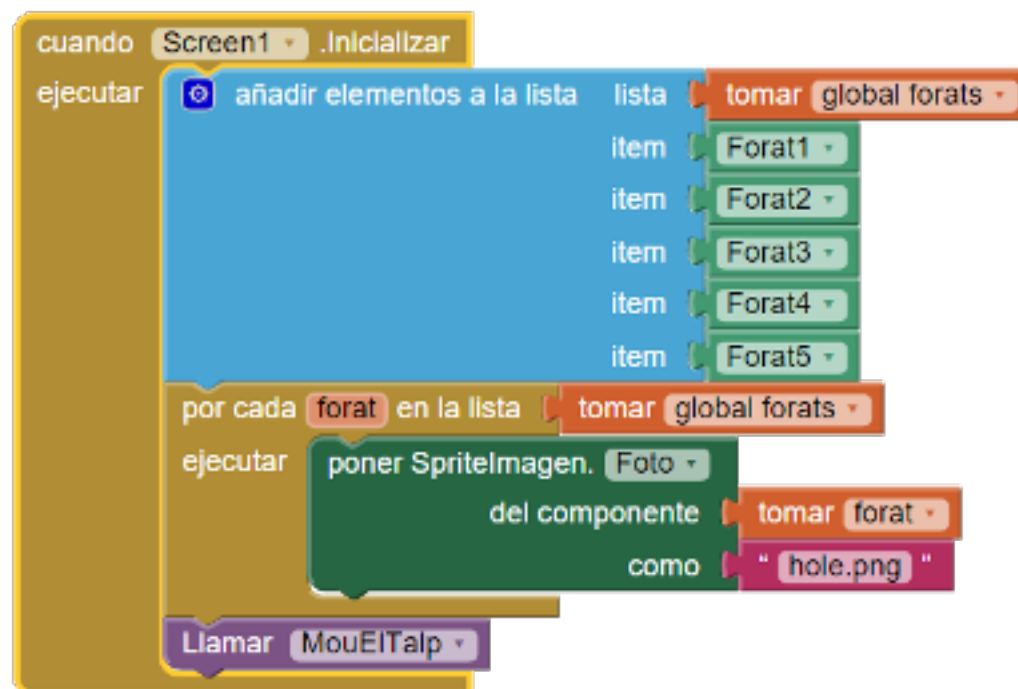 cuando Screen1 .Inicializar
ejecutar añadir elementos a la lista lista tomar global forats
item Forat1
item Forat2
item Forat3
item Forat4
item Forat5
por cada forat en la lista tomar global forats
ejecutar poner SpriteImagen. Foto
del componente tomar forat
como " hole.png "
Llamar MouElTalp